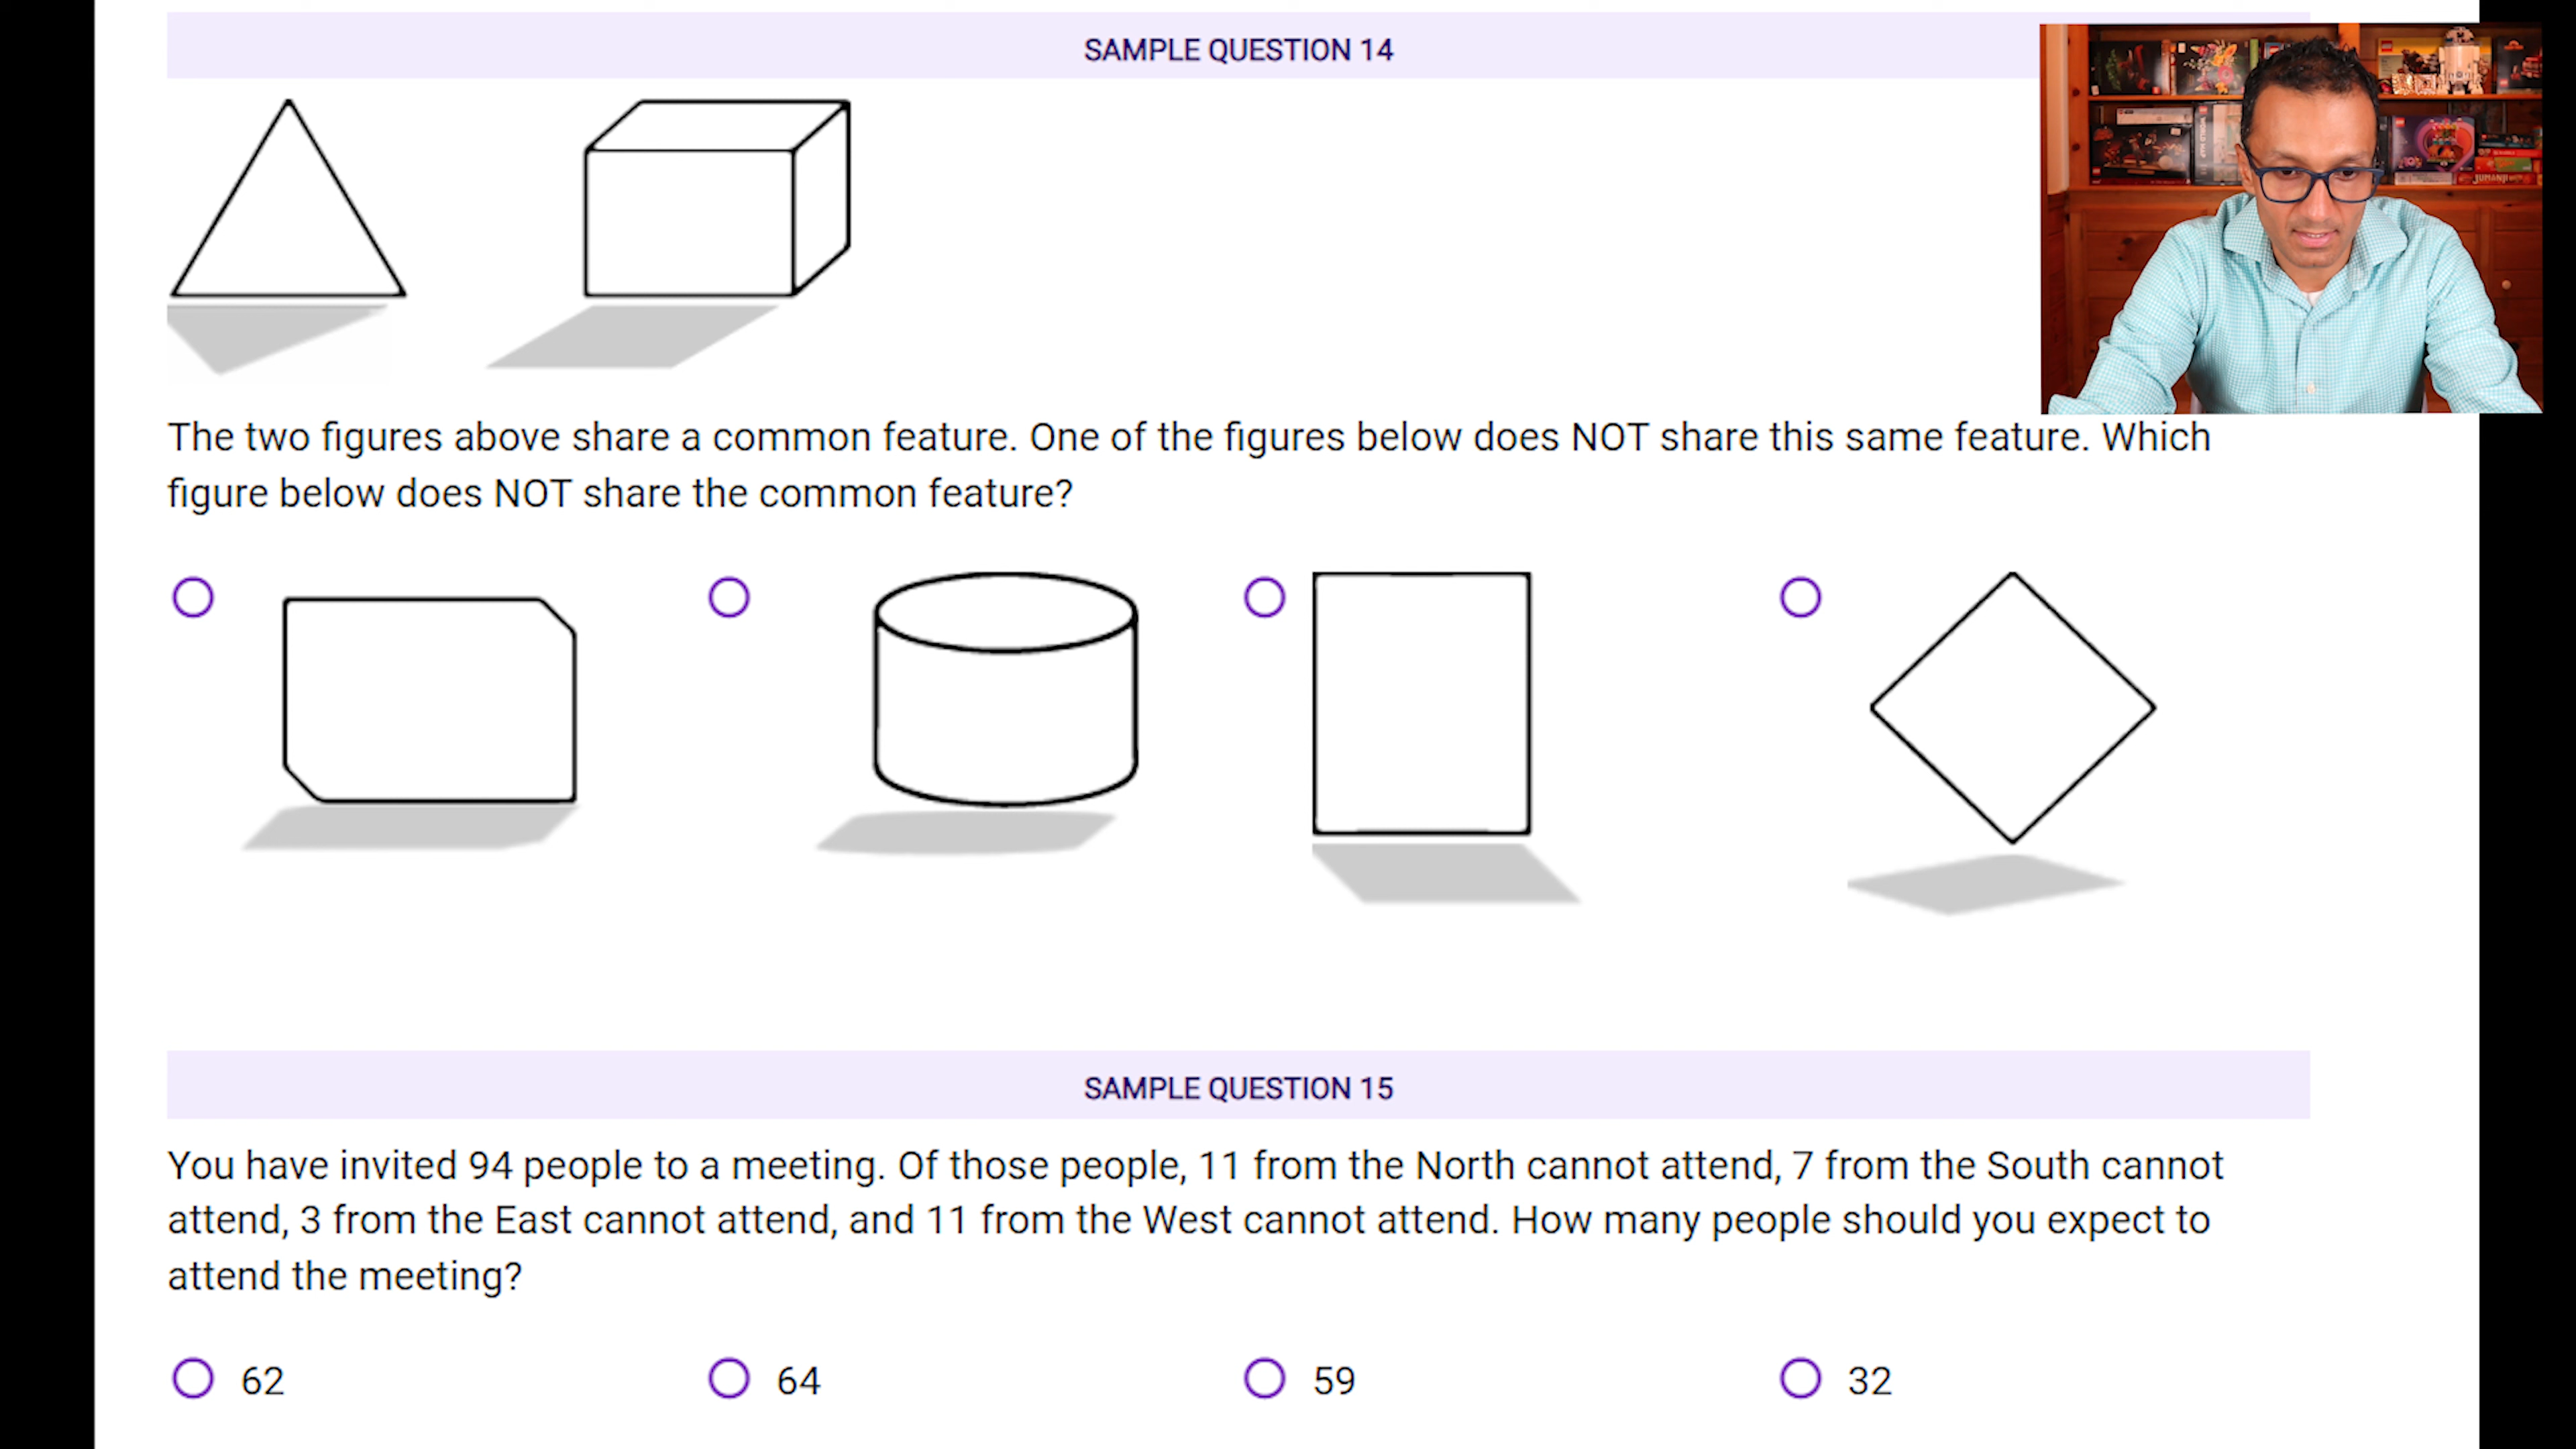 SAMPLE QUESTION 14
The two figures above share a common feature. One of the figures below does NOT share this same feature. Which
figure below does NOT share the common feature?
SAMPLE QUESTION 15
You have invited 94 people to a meeting. Of those people, 11 from the North cannot attend, 7 from the South cannot
attend, 3 from the East cannot attend, and 11 from the West cannot attend. How many people should you expect to
attend the meeting?
62
64
59
32
JUMANJI